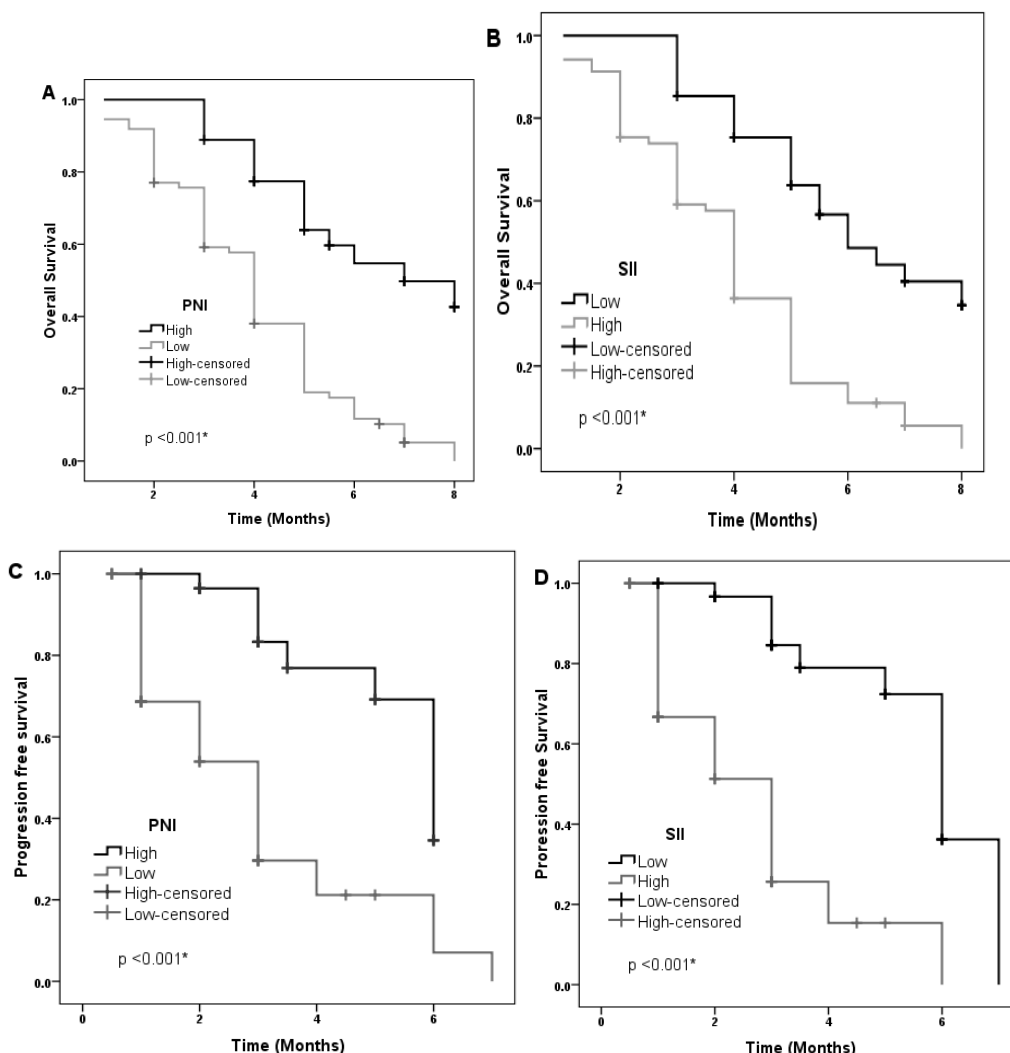 A
1.0
0.8
0.6
0.4
0.2
0.0
Overall Survival
PNI
High
Low
High-censored
Low-censored
p <0.001*
2
4
6
8
Time (Months)
B
1.0
0.8
0.6
0.4
0.2
0.0
Overall Survival
SII
Low
High
Low-censored
High-censored
p <0.001*
2
4
6
8
Time (Months)
C
1.0
0.8
0.6
0.4
0.2
0.0
Progression free survival
PNI
High
Low
High-censored
Low-censored
p <0.001*
0
2
4
6
Time (Months)
D
1.0
0.8
0.6
0.4
0.2
0.0
Proression free Survival
SII
Low
High
Low-censored
High-censored
p <0.001*
0
2
4
6
Time (Months)